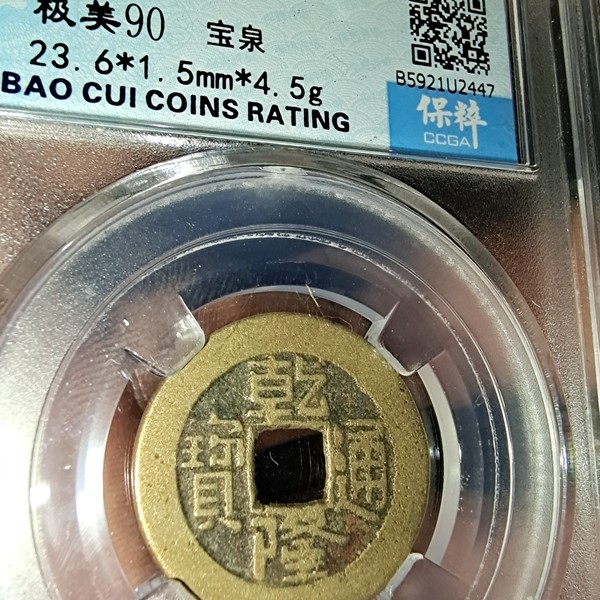 极美90 宝泉
23.6*1.5mm*4.5g
BAO CUI COINS RATING
B5921U2447
保粹
CCGA
乾隆通寳